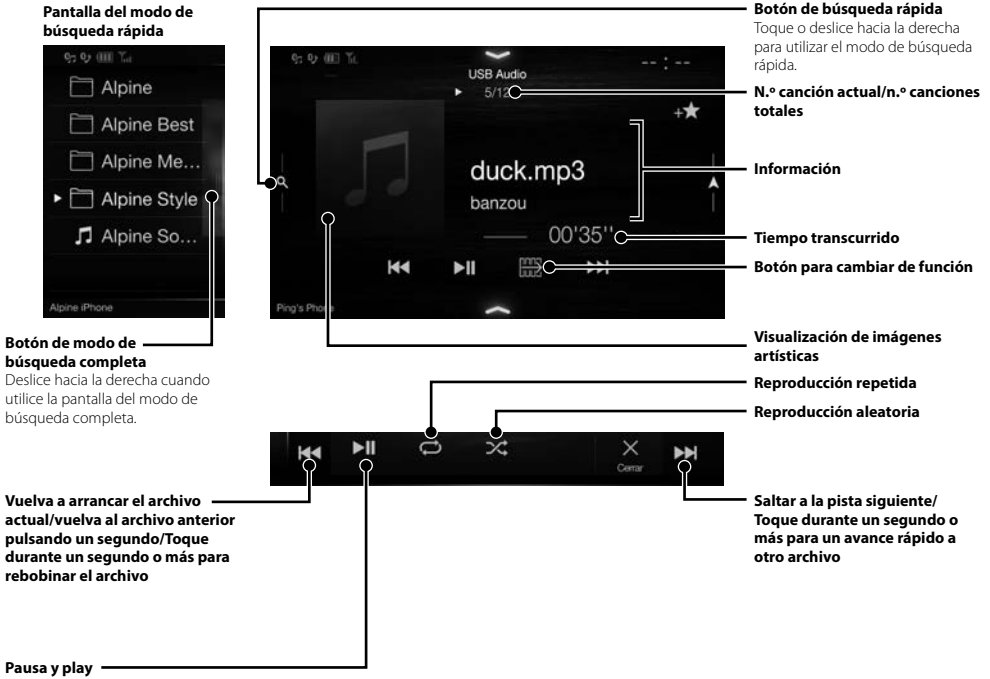 Pantalla del modo de
búsqueda rápida
Alpine
Alpine Best
Alpine Me...
Alpine Style
Alpine So...
Alpine iPhone
Botón de modo de
búsqueda completa
Deslice hacia la derecha cuando
utilice la pantalla del modo de
búsqueda completa.
USB Audio
5/12
-- : --
duck.mp3
banzou
00'35''
Ping's Phone
Botón de búsqueda rápida
Toque o deslice hacia la derecha
para utilizar el modo de búsqueda
rápida.
N.º canción actual/n.º canciones
totales
Información
Tiempo transcurrido
Botón para cambiar de función
Visualización de imágenes
artísticas
Reproducción repetida
Reproducción aleatoria
Cerrar
Vuelva a arrancar el archivo
actual/vuelva al archivo anterior
pulsando un segundo/Toque
durante un segundo o más para
rebobinar el archivo
Saltar a la pista siguiente/
Toque durante un segundo o
más para un avance rápido a
otro archivo
Pausa y play